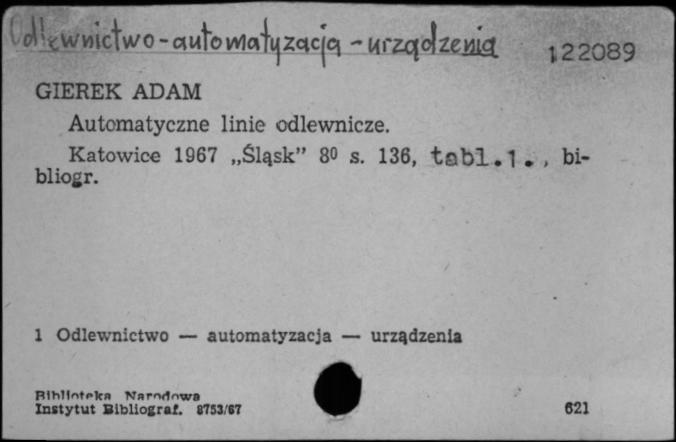 Odlewnictwo-automatyzacja-urządzenia 122089
GIEREK ADAM
Automatyczne linie odlewnicze.
Katowice 1967 „Śląsk” 8⁰ s. 136, tabl.1., bi-
bliogr.
1 Odlewnictwo — automatyzacja — urządzenia
Biblioteka Narodowa
Instytut Bibliograf. 8753/67 621